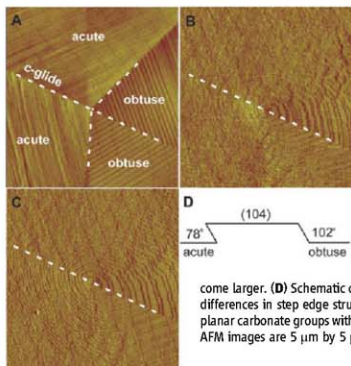 A
acute
c-glide
obtuse
acute
obtuse
B
C
D
(104)
78°
102°
acute
obtuse
come larger. (D) Schematic
differences in step edge stru
planar carbonate groups with
AFM images are 5 μm by 5